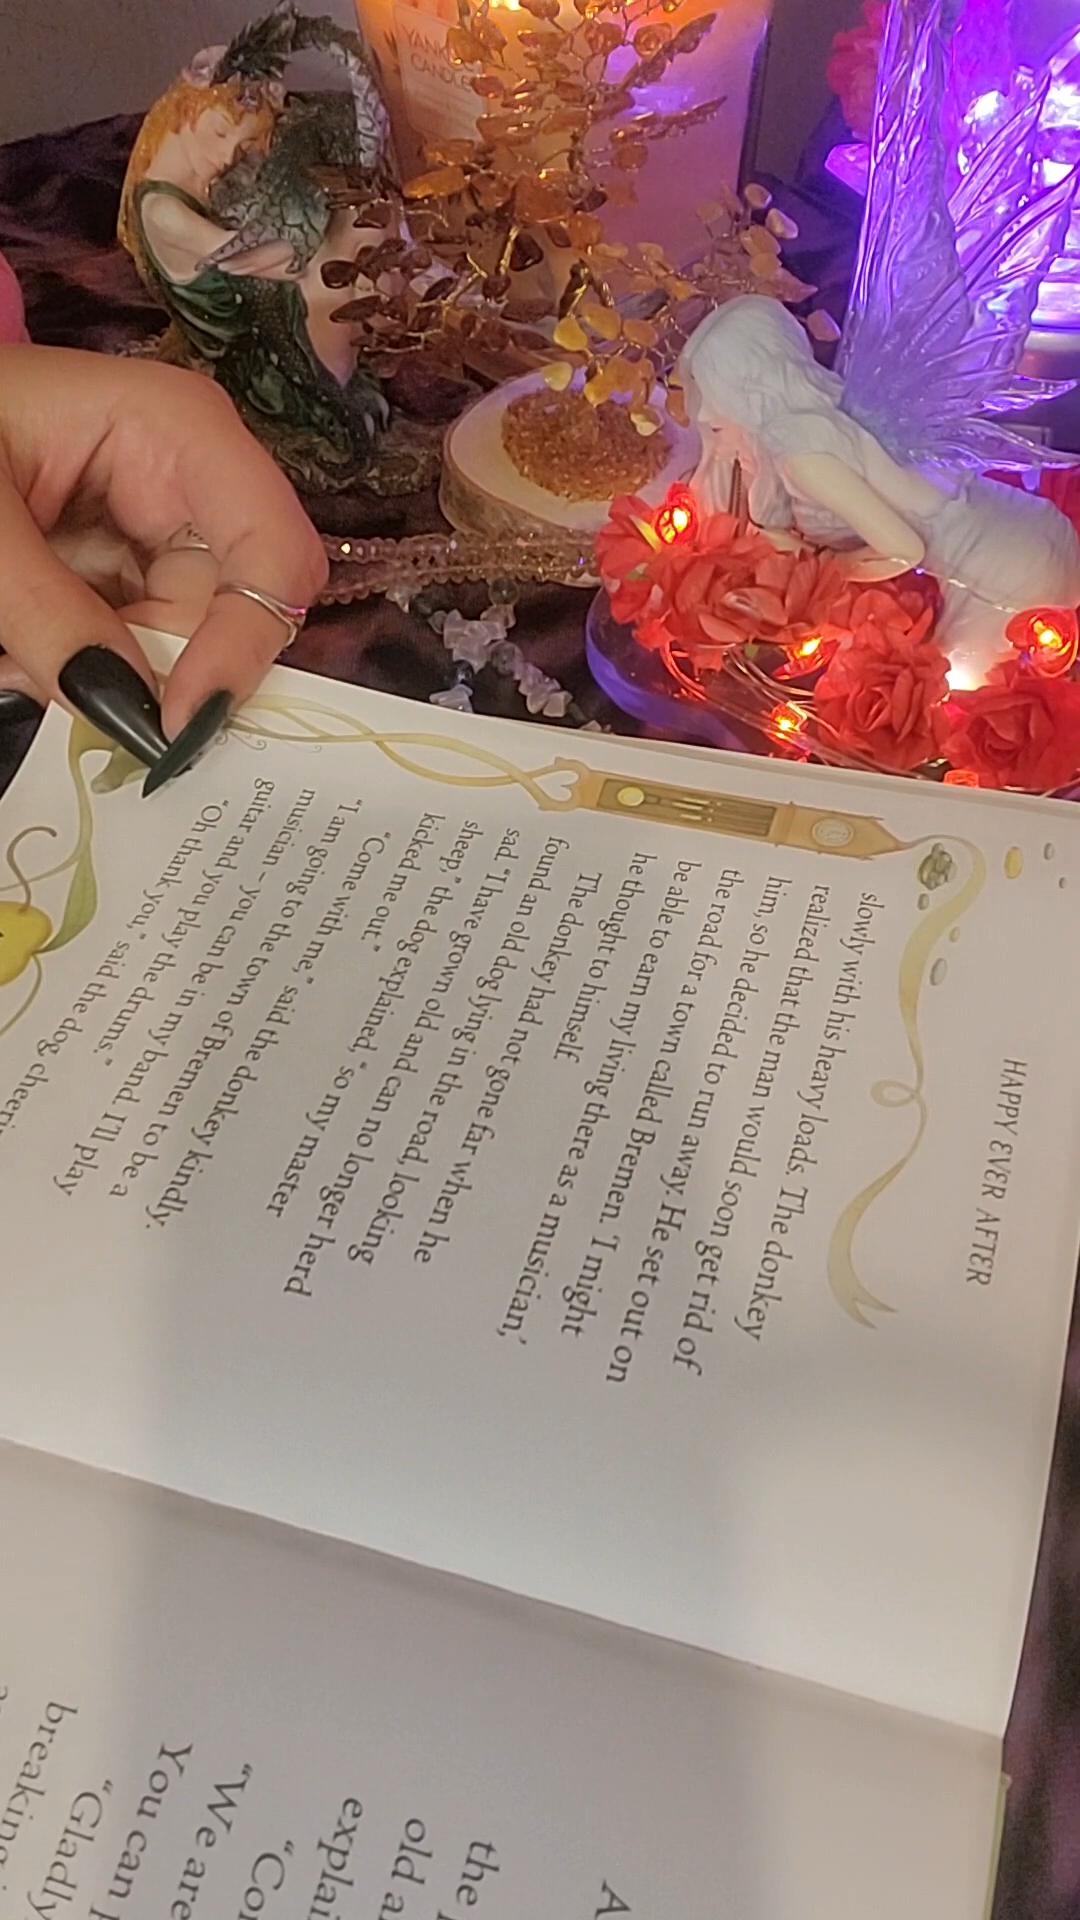 YANKEE
CANDLE
HAPPY EVER AFTER
slowly with his heavy loads. The donkey
realized that the man would soon get rid of
him, so he decided to run away. He set out on
the road for a town called Bremen. 'I might
be able to earn my living there as a musician,'
he thought to himself.
The donkey had not gone far when he
found an old dog lying in the road, looking
sad. "I have grown old and can no longer herd
sheep," the dog explained, "so my master
kicked me out."
"Come with me," said the donkey kindly.
"I am going to the town of Bremen to be a
musician – you can be in my band. I'll play
guitar and you play the drums."
"Oh thank you," said the dog
A
the
old a
explai
"Co
"We are
You can
"Gladly
breaking